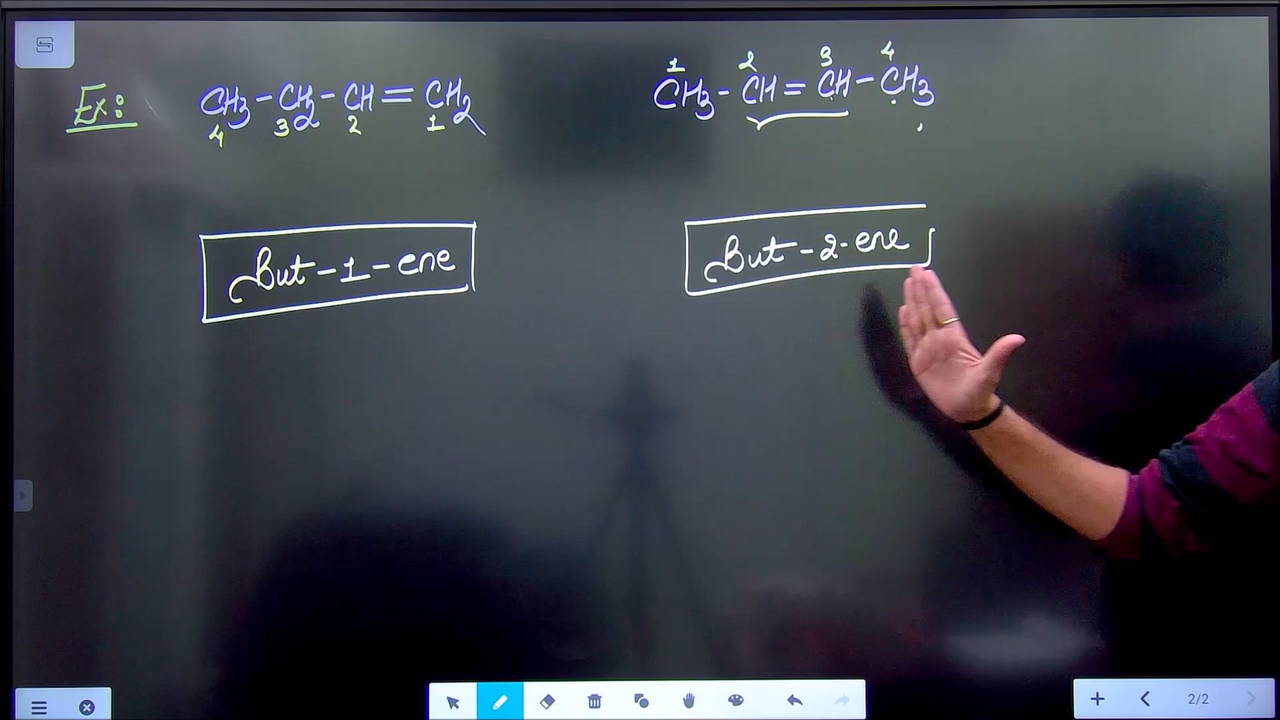 Ex:
CH3 - CH2 - CH = CH2
4 3 2 1
But-1-ene
1 2 3 4
CH3 - CH = CH - CH3
But-2-ene
2/2